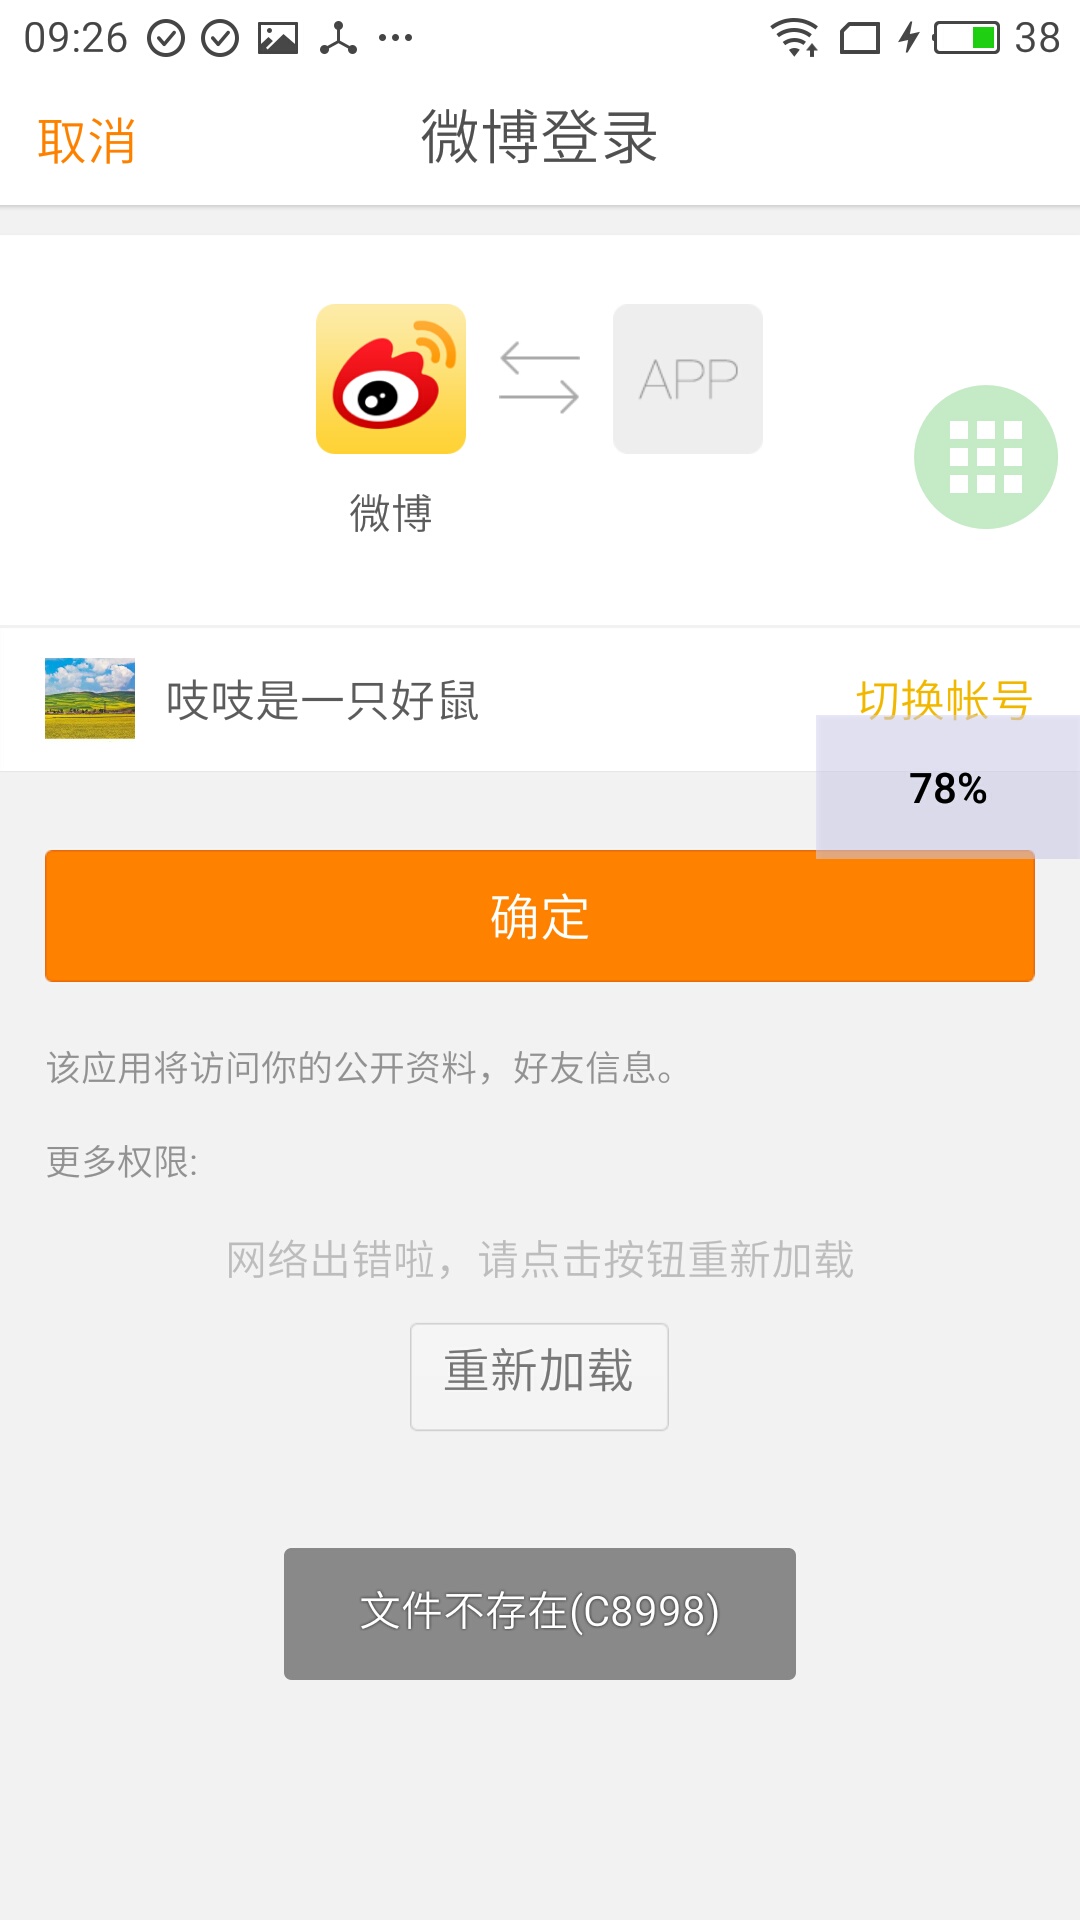 09:26
38
取消
微博登录
APP
微博
吱吱是一只好鼠
切换帐号
78%
确定
该应用将访问你的公开资料，好友信息。
更多权限:
网络出错啦，请点击按钮重新加载
重新加载
文件不存在(C8998)